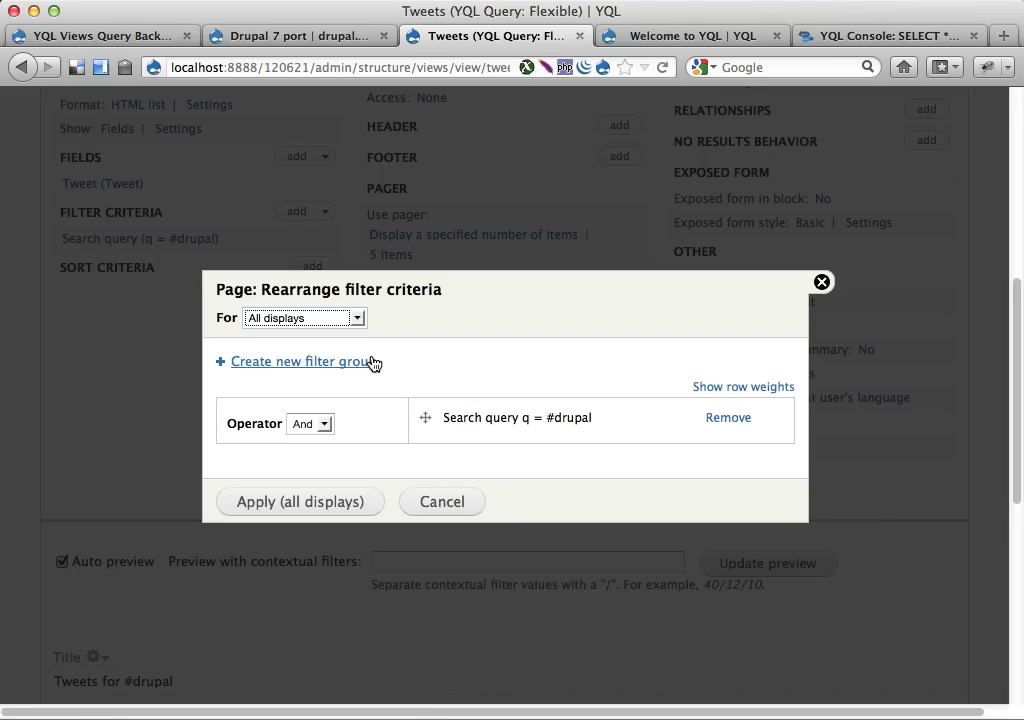 Tweets (YQL Query: Flexible) | YQL
YQL Views Query Back...
Drupal 7 port | drupal....
Tweets (YQL Query: Fl...
Welcome to YQL | YQL
YQL Console: SELECT *...
localhost:8888/120621/admin/structure/views/view/twee
php
Google
Format: HTML list | Settings
Show: Fields | Settings
FIELDS
add
Tweet (Tweet)
FILTER CRITERIA
add
Search query (q = #drupal)
SORT CRITERIA
add
Access: None
HEADER
add
FOOTER
add
PAGER
Use pager:
Display a specified number of items |
5 items
RELATIONSHIPS
add
NO RESULTS BEHAVIOR
add
EXPOSED FORM
Exposed form in block: No
Exposed form style: Basic | Settings
OTHER
mmary: No
t user's language
Page: Rearrange filter criteria
For
All displays
Create new filter grou
Show row weights
Operator
And
Search query q = #drupal
Remove
Apply (all displays)
Cancel
Auto preview
Preview with contextual filters:
Update preview
Separate contextual filter values with a "/". For example, 40/12/10.
Title
Tweets for #drupal